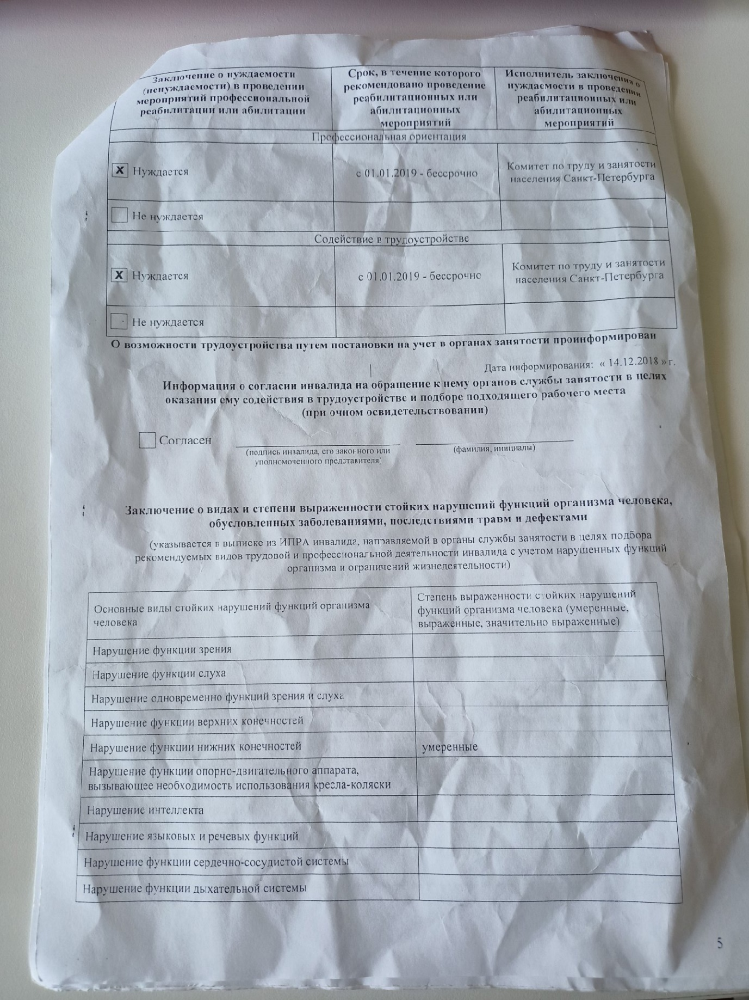 Заключение о нуждаемости
(ненуждаемости) в проведении
мероприятий профессиональной
реабилитации или абилитации
Срок, в течение которого
рекомендовано проведение
реабилитационных или
абилитационных
мероприятий
Исполнитель заключения о
нуждаемости в проведении
реабилитационных или
абилитационных
мероприятий
Профессиональная ориентация
X Нуждается
с 01.01.2019 - бессрочно
Комитет по труду и занятости
населения Санкт-Петербурга
Не нуждается
Содействие в трудоустройстве
X Нуждается
с 01.01.2019 - бессрочно
Комитет по труду и занятости
населения Санкт-Петербурга
Не нуждается
О возможности трудоустройства путем постановки на учет в органах занятости проинформирован
Дата информирования: « 14.12.2018 » г.
Информация о согласии инвалида на обращение к нему органов службы занятости в целях
оказания ему содействия в трудоустройстве и подборе подходящего рабочего места
(при очном освидетельствовании)
Согласен
(подпись инвалида, его законного или
уполномоченного представителя)
(фамилия, инициалы)
Заключение о видах и степени выраженности стойких нарушений функций организма человека,
обусловленных заболеваниями, последствиями травм и дефектами
(указывается в выписке из ИПРА инвалида, направляемой в органы службы занятости в целях подбора
рекомендуемых видов трудовой и профессиональной деятельности инвалида с учетом нарушенных функций
организма и ограничений жизнедеятельности)
Основные виды стойких нарушений функций организма
человека
Степень выраженности стойких нарушений
функций организма человека (умеренные,
выраженные, значительно выраженные)
Нарушение функции зрения
Нарушение функции слуха
Нарушение одновременно функций зрения и слуха
Нарушение функции верхних конечностей
Нарушение функции нижних конечностей
умеренные
Нарушение функции опорно-двигательного аппарата,
вызывающее необходимость использования кресла-коляски
Нарушение интеллекта
Нарушение языковых и речевых функций
Нарушение функции сердечно-сосудистой системы
Нарушение функции дыхательной системы
5